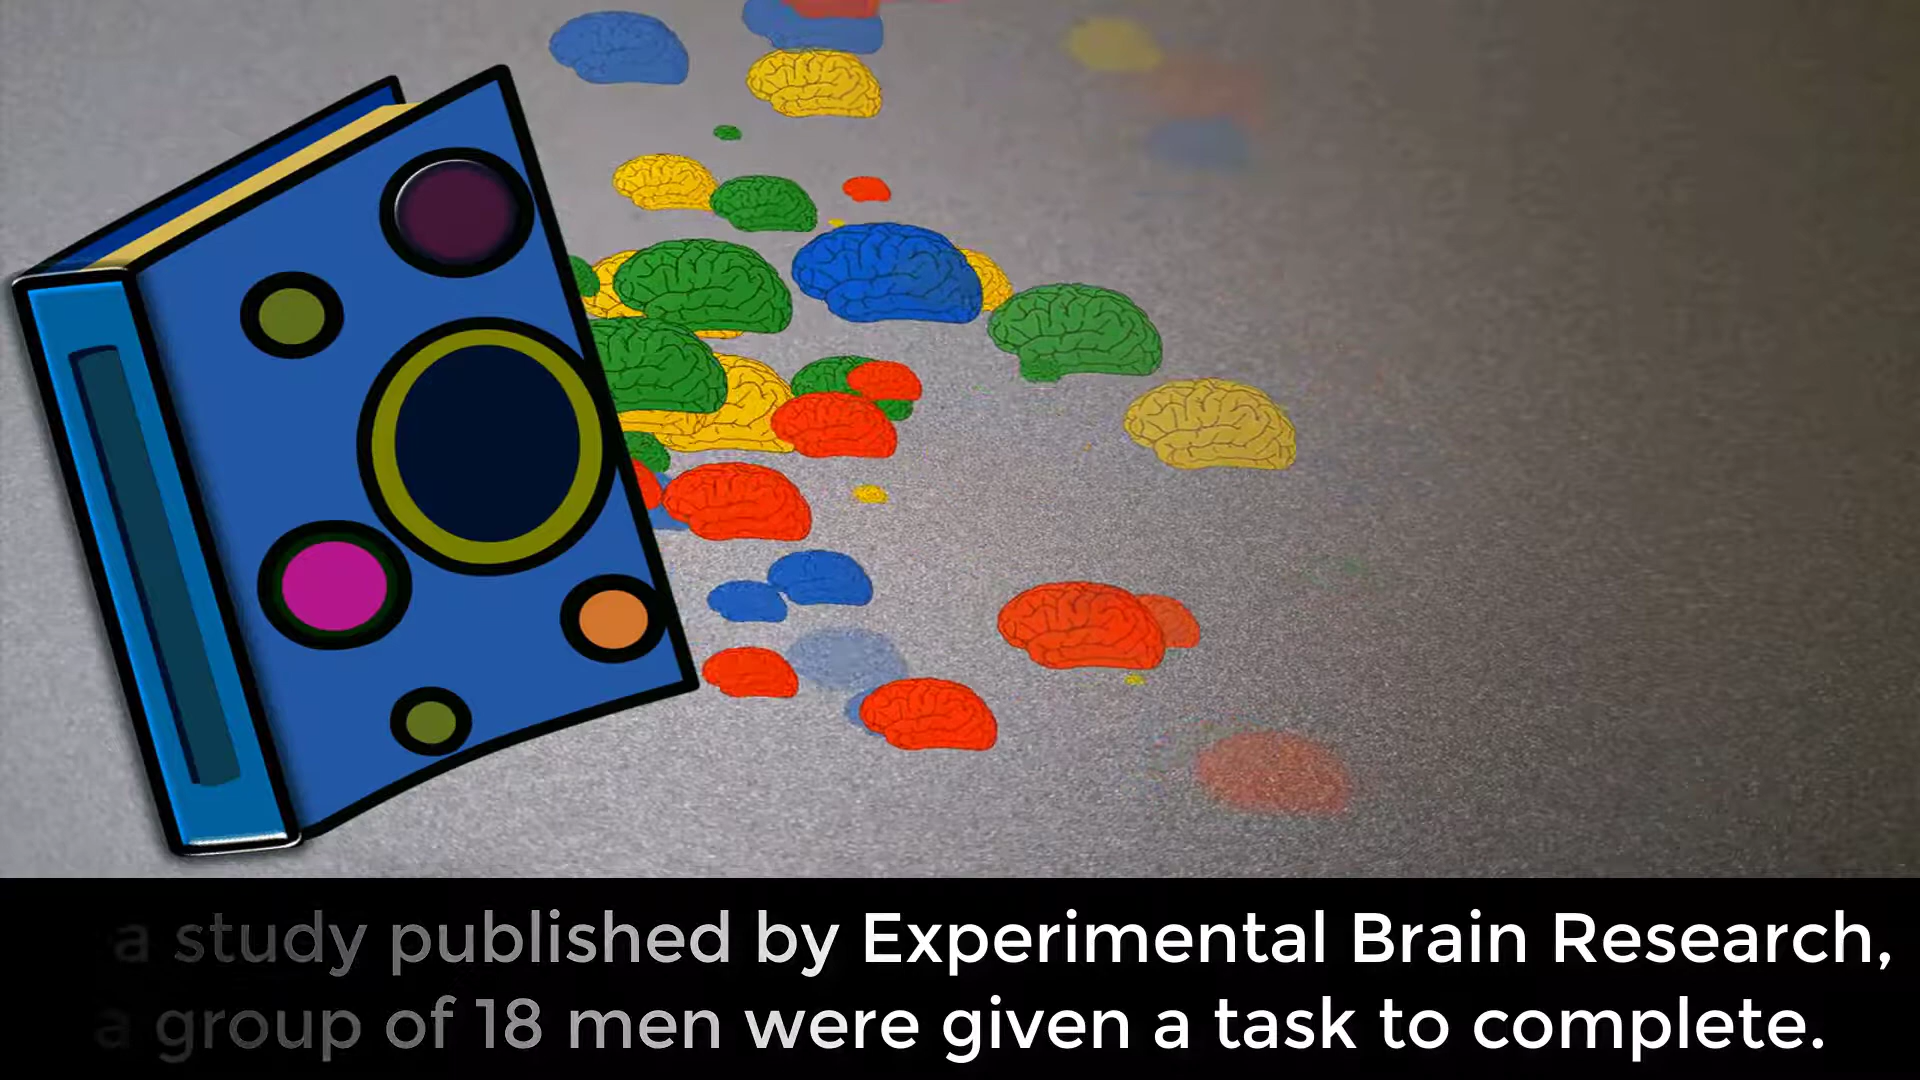 a study published by Experimental Brain Research,
a group of 18 men were given a task to complete.